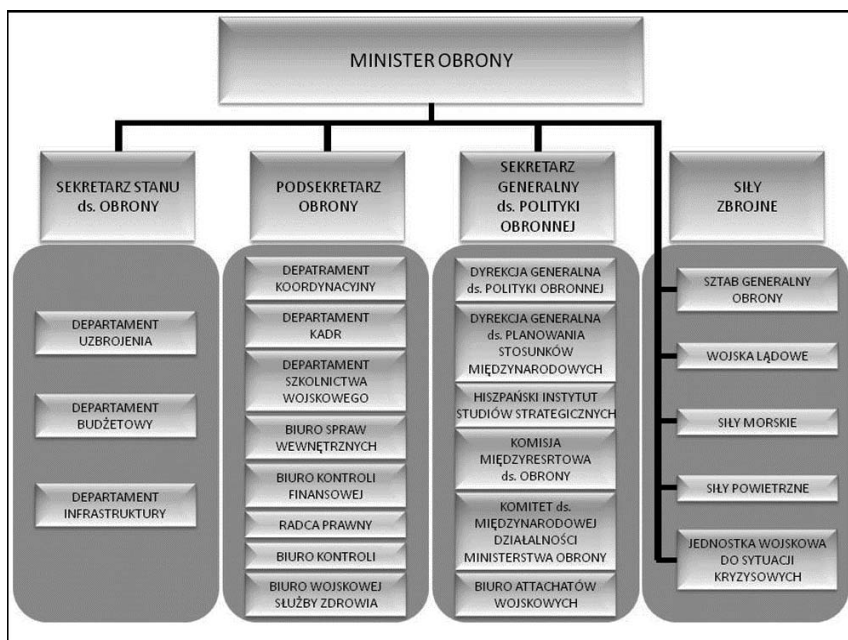 MINISTER OBRONY
SEKRETARZ STANU
ds. OBRONY
DEPARTAMENT
UZBROJENIA
DEPARTAMENT
BUDŻETOWY
DEPARTAMENT
INFRASTRUKTURY
PODSEKRETARZ
OBRONY
DEPATRAMENT
KOORDYNACYJNY
DEPARTAMENT
KADR
DEPARTAMENT
SZKOLNICTWA
WOJSKOWEGO
BIURO SPRAW
WEWNĘTRZNYCH
BIURO KONTROLI
FINANSOWEJ
RADCA PRAWNY
BIURO KONTROLI
BIURO WOJSKOWEJ
SŁUŻBY ZDROWIA
SEKRETARZ
GENERALNY
ds. POLITYKI
OBRONNEJ
DYREKCJA GENERALNA
ds. POLITYKI OBRONNEJ
DYREKCJA GENERALNA
ds. PLANOWANIA
STOSUNKÓW
MIĘDZYNARODOWYCH
HISZPAŃSKI INSTYTUT
STUDIÓW STRATEGICZNYCH
KOMISJA
MIĘDZYRESRTOWA
ds. OBRONY
KOMITET ds.
MIĘDZYNARODOWEJ
DZIAŁALNOŚCI
MINISTERSTWA OBRONY
BIURO ATTACHATÓW
WOJSKOWYCH
SIŁY
ZBROJNE
SZTAB GENERALNY
OBRONY
WOJSKA LĄDOWE
SIŁY MORSKIE
SIŁY POWIETRZNE
JEDNOSTKA WOJSKOWA
DO SYTUACJI
KRYZYSOWYCH